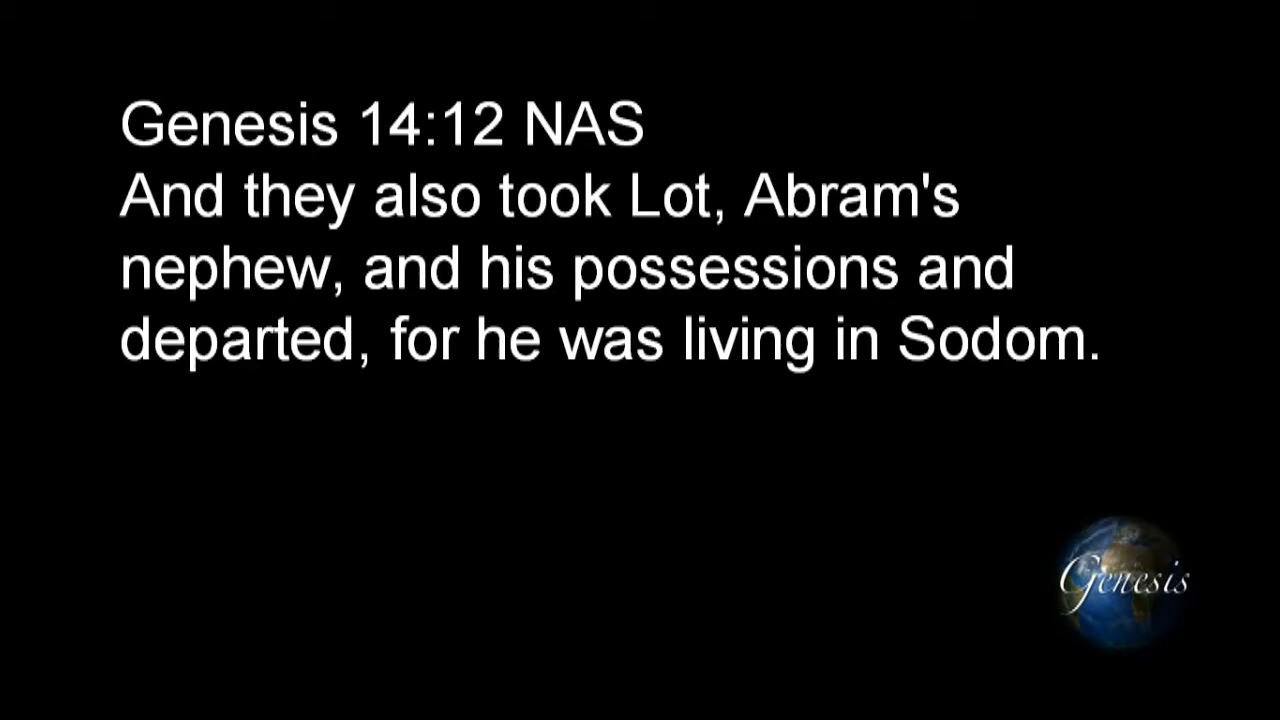 Genesis 14:12 NAS
And they also took Lot, Abram's
nephew, and his possessions and
departed, for he was living in Sodom.
Genesis